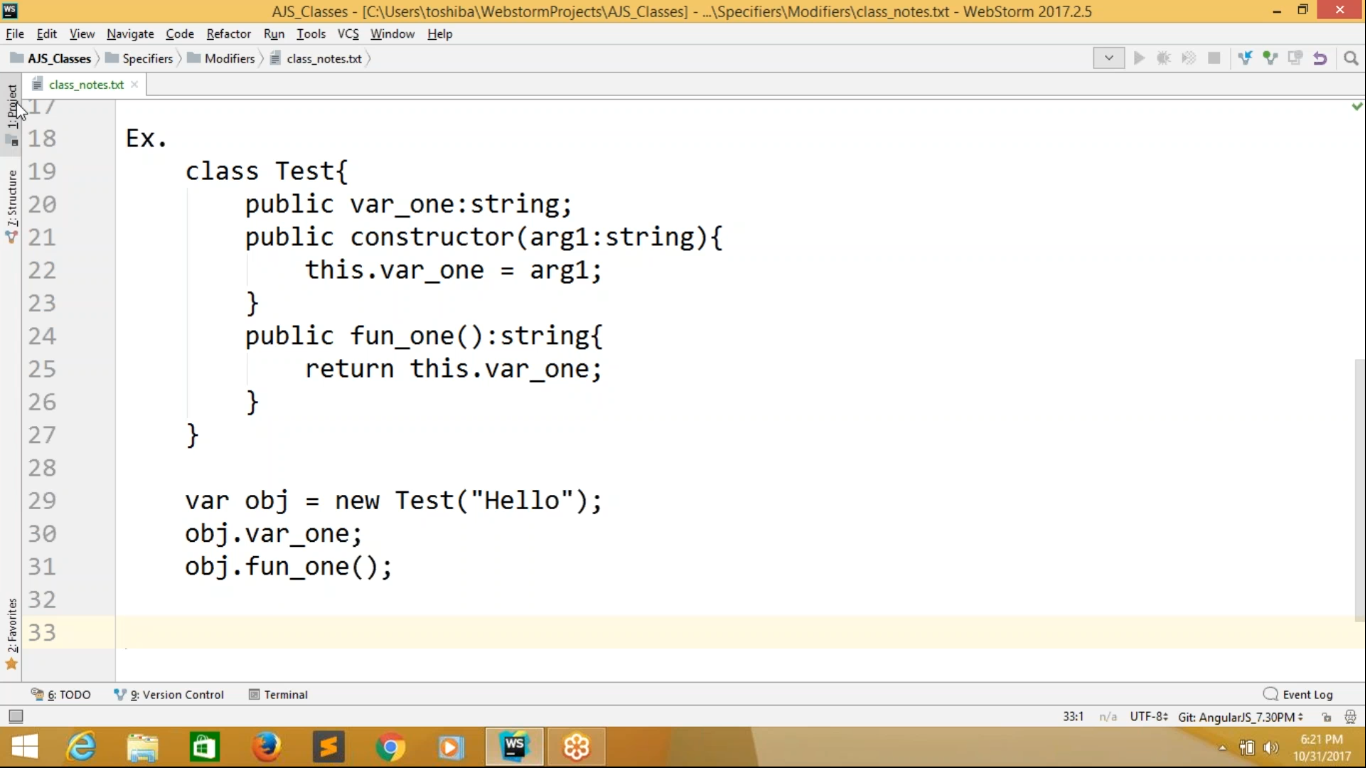 AJS_Classes - [C:\Users\toshiba\WebstormProjects\AJS_Classes] - ...\Specifiers\Modifiers\class_notes.txt - WebStorm 2017.2.5
File Edit View Navigate Code Refactor Run Tools VCS Window Help
AJS_Classes Specifiers Modifiers class_notes.txt
class_notes.txt
1: Project
Z: Structure
2: Favorites
17
18 Ex.
19 class Test{
20 public var_one:string;
21 public constructor(arg1:string){
22 this.var_one = arg1;
23 }
24 public fun_one():string{
25 return this.var_one;
26 }
27 }
28
29 var obj = new Test("Hello");
30 obj.var_one;
31 obj.fun_one();
32
33
6: TODO 9: Version Control Terminal Event Log
33:1 n/a UTF-8 Git: AngularJS_7.30PM
WS
6:21 PM
10/31/2017